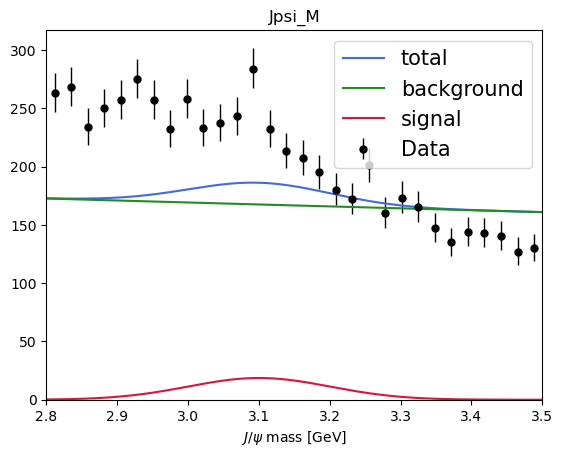 Jpsi_M
300
250
200
150
100
50
0
total
background
signal
Data
2.8 2.9 3.0 3.1 3.2 3.3 3.4 3.5
J/ψ mass [GeV]